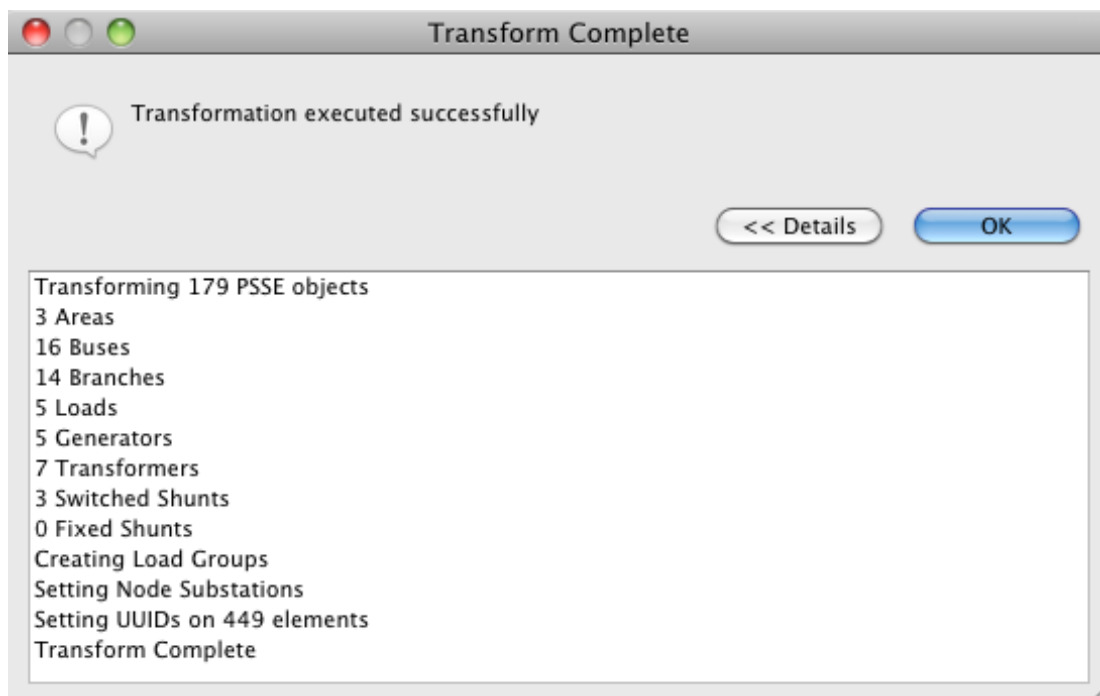 Transform Complete
Transformation executed successfully
<< Details
OK
Transforming 179 PSSE objects
3 Areas
16 Buses
14 Branches
5 Loads
5 Generators
7 Transformers
3 Switched Shunts
0 Fixed Shunts
Creating Load Groups
Setting Node Substations
Setting UUIDs on 449 elements
Transform Complete